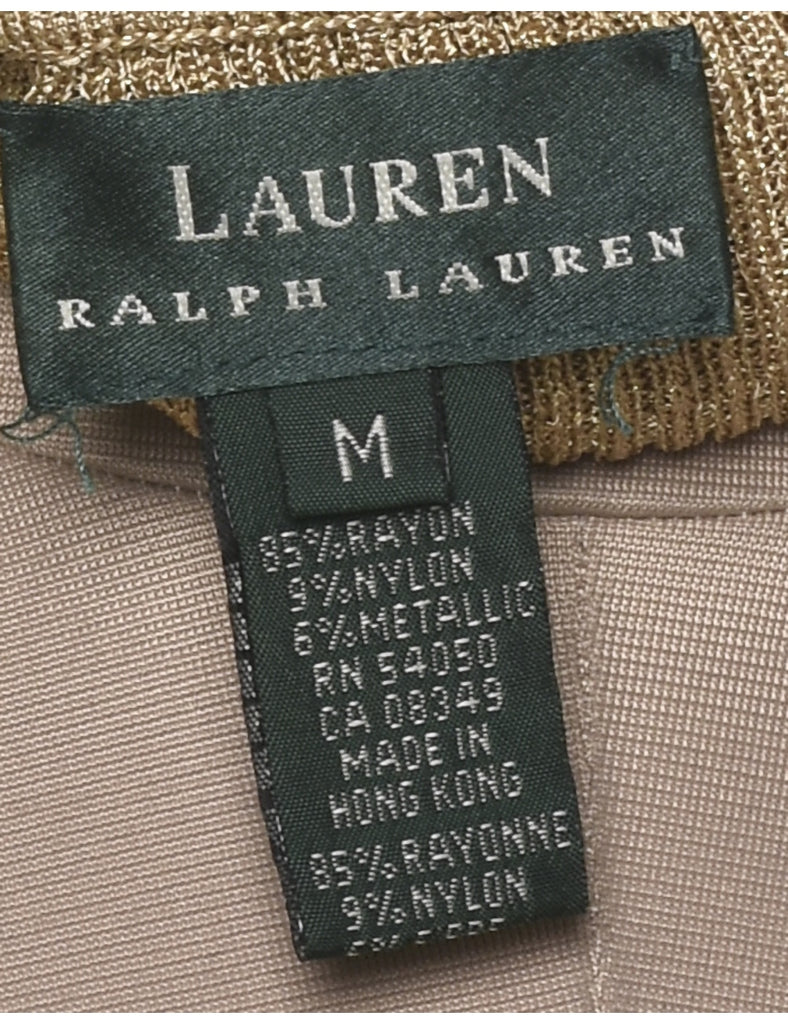 LAUREN
RALPH LAUREN
M
85%RAYON
9%NYLON
6%METALLIC
RN 54050
CA 08349
MADE IN
HONG KONG
85%RAYONNE
9%NYLON